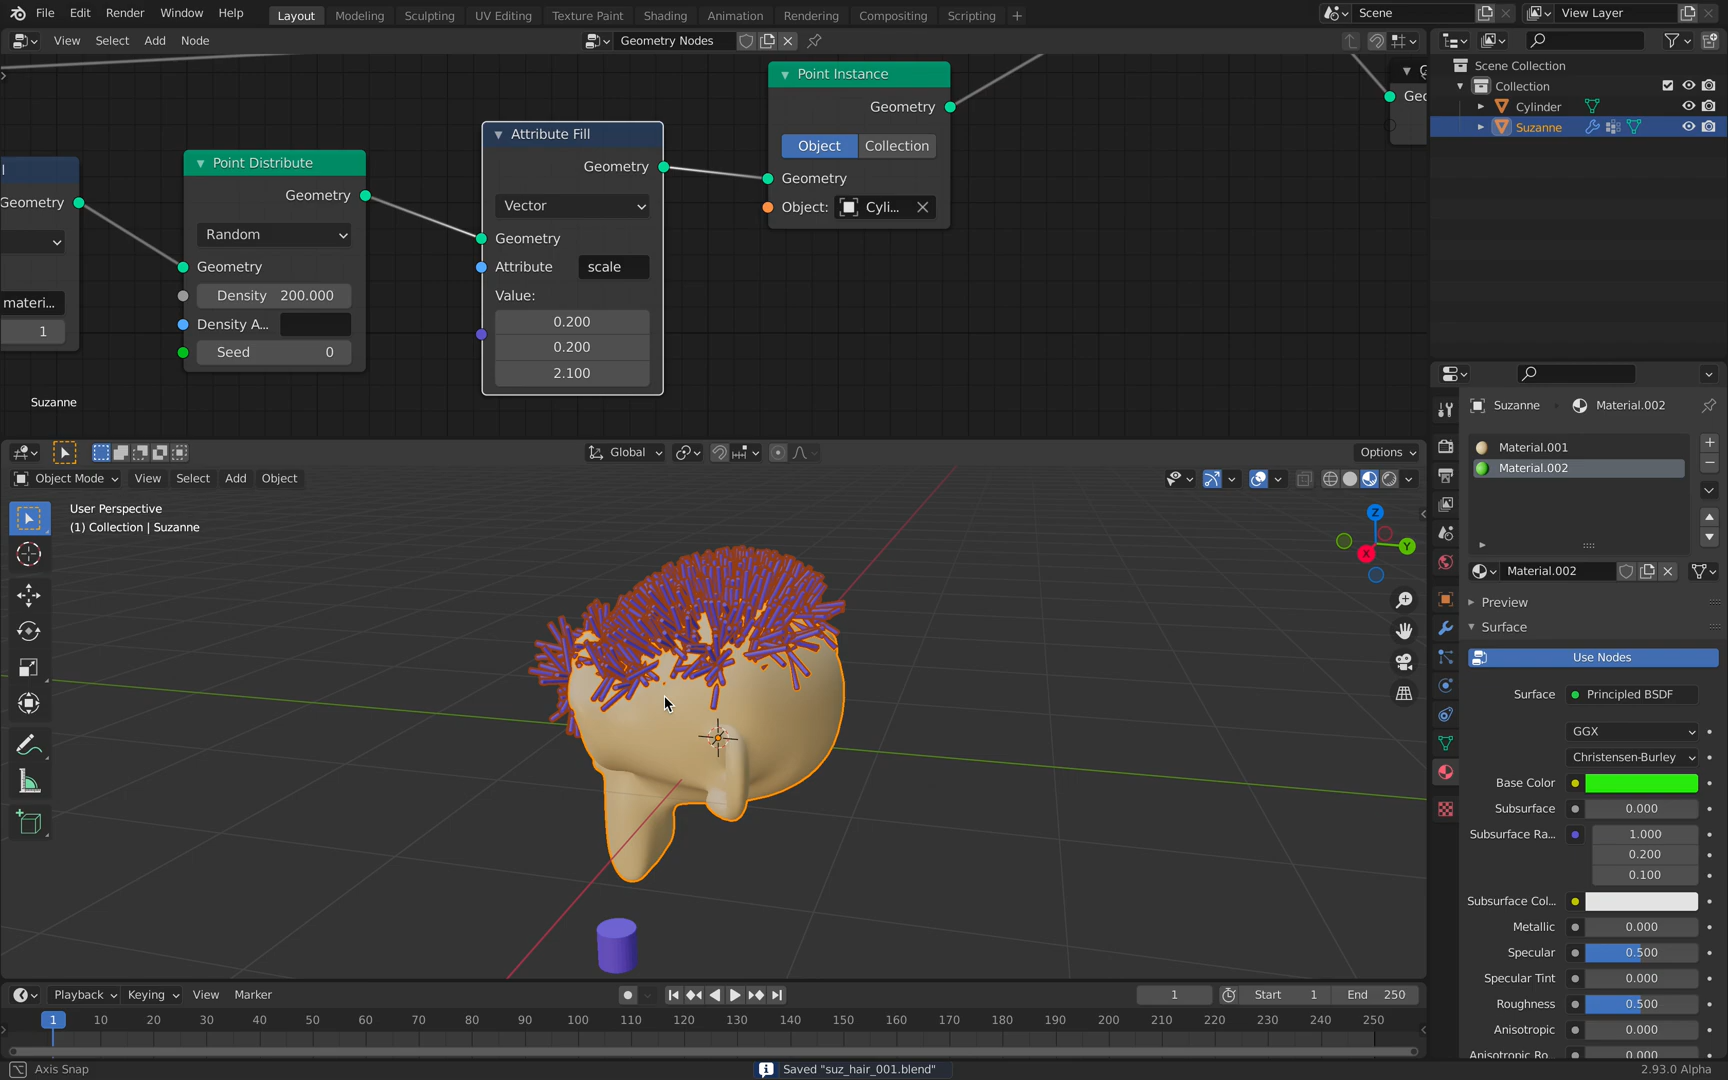 File Edit Render Window Help Layout Modeling Sculpting UV Editing Texture Paint Shading Animation Rendering Compositing Scripting + Scene View Layer
View Select Add Node Geometry Nodes
Scene Collection
Collection
Cylinder
Suzanne
Geometry
materi...
1
Point Distribute
Geometry
Random
Geometry
Density 200.000
Density A...
Seed 0
Attribute Fill
Geometry
Vector
Geometry
Attribute scale
Value:
0.200
0.200
2.100
Point Instance
Geometry
Object Collection
Geometry
Object: Cyli...
Suzanne
Global Options
Object Mode View Select Add Object
User Perspective
(1) Collection | Suzanne
Z
Y
X
Suzanne Material.002
Material.001
Material.002
Material.002
Preview
Surface
Use Nodes
Surface Principled BSDF
GGX
Christensen-Burley
Base Color
Subsurface 0.000
Subsurface Ra... 1.000
0.200
0.100
Subsurface Col...
Metallic 0.000
Specular 0.500
Specular Tint 0.000
Roughness 0.500
Anisotropic 0.000
Anisotropic Ro... 0.000
Playback Keying View Marker 1 Start 1 End 250
1 10 20 30 40 50 60 70 80 90 100 110 120 130 140 150 160 170 180 190 200 210 220 230 240 250
Axis Snap Saved "suz_hair_001.blend" 2.93.0 Alpha